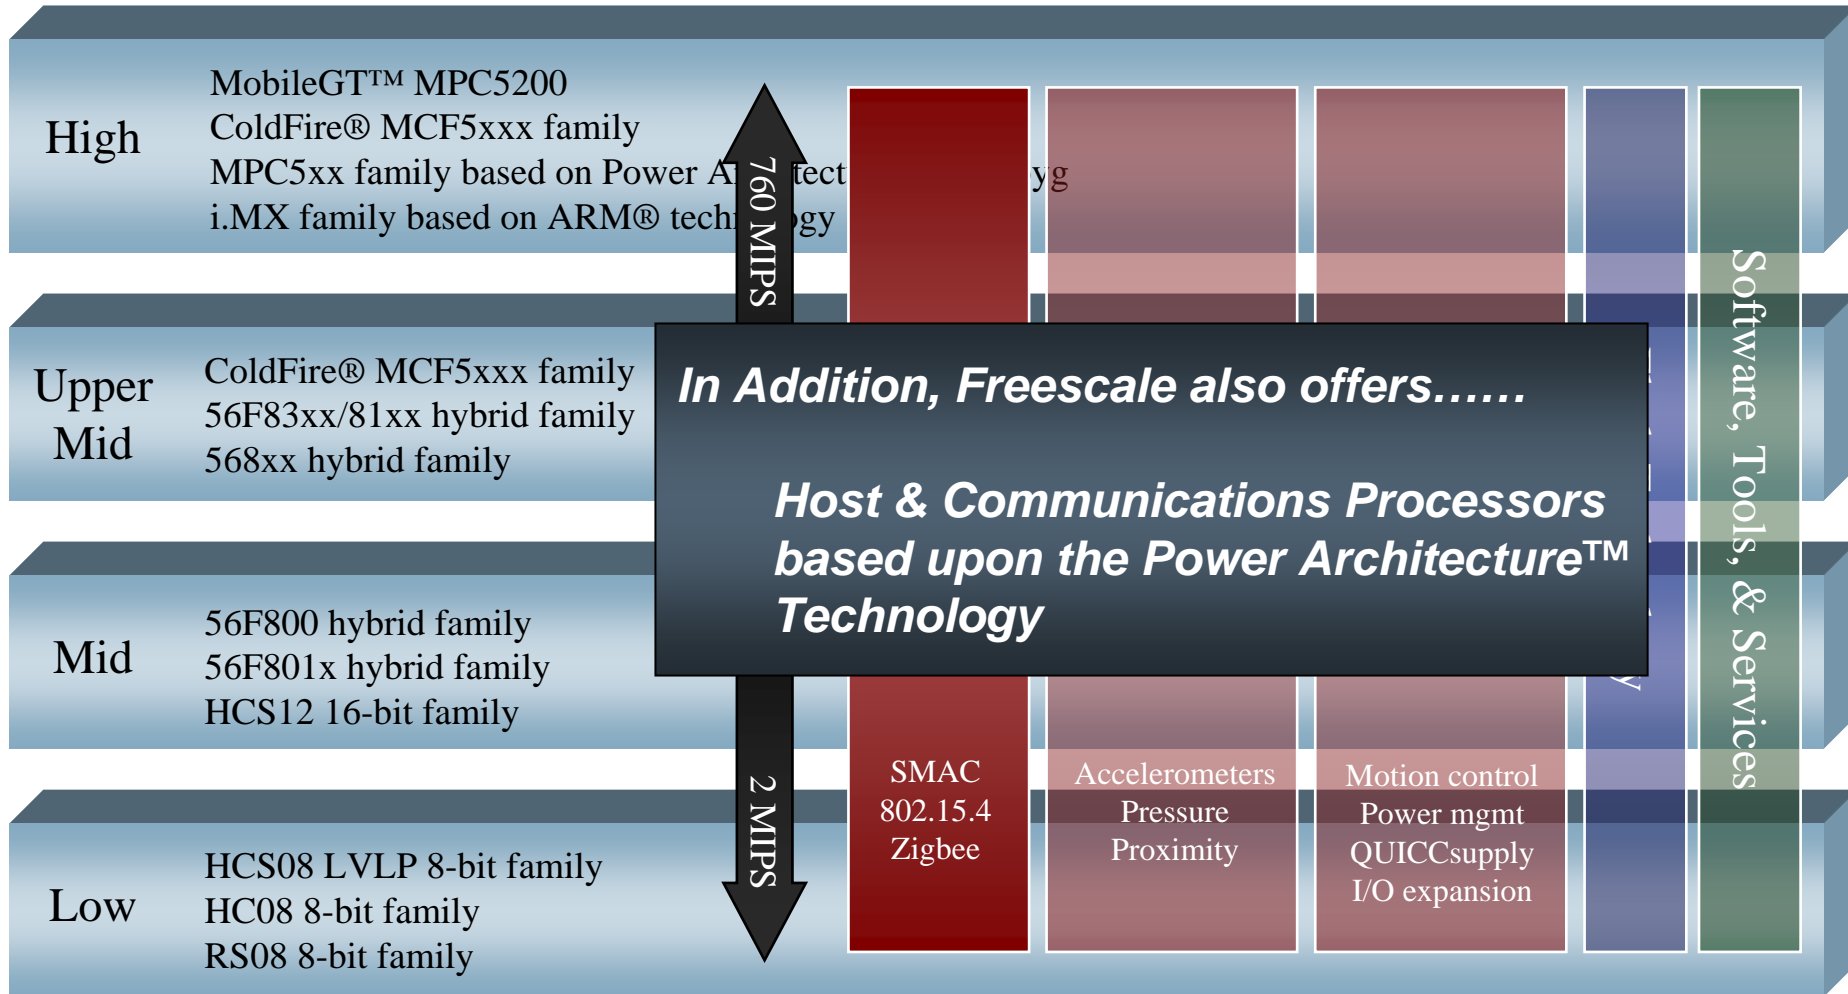 High
MobileGT™ MPC5200
ColdFire® MCF5xxx family
MPC5xx family based on Power
i.MX family based on ARM®
760 MIPS
Upper
Mid
ColdFire® MCF5xxx family
56F83xx/81xx hybrid family
568xx hybrid family
In Addition, Freescale also offers......
Host & Communications Processors
based upon the Power Architecture™
Technology
Mid
56F800 hybrid family
56F801x hybrid family
HCS12 16-bit family
2 MIPS
Low
HCS08 LVLP 8-bit family
HC08 8-bit family
RS08 8-bit family
SMAC
802.15.4
Zigbee
Accelerometers
Pressure
Proximity
Motion control
Power mgmt
QUICCsupply
I/O expansion
Software, Tools, & Services